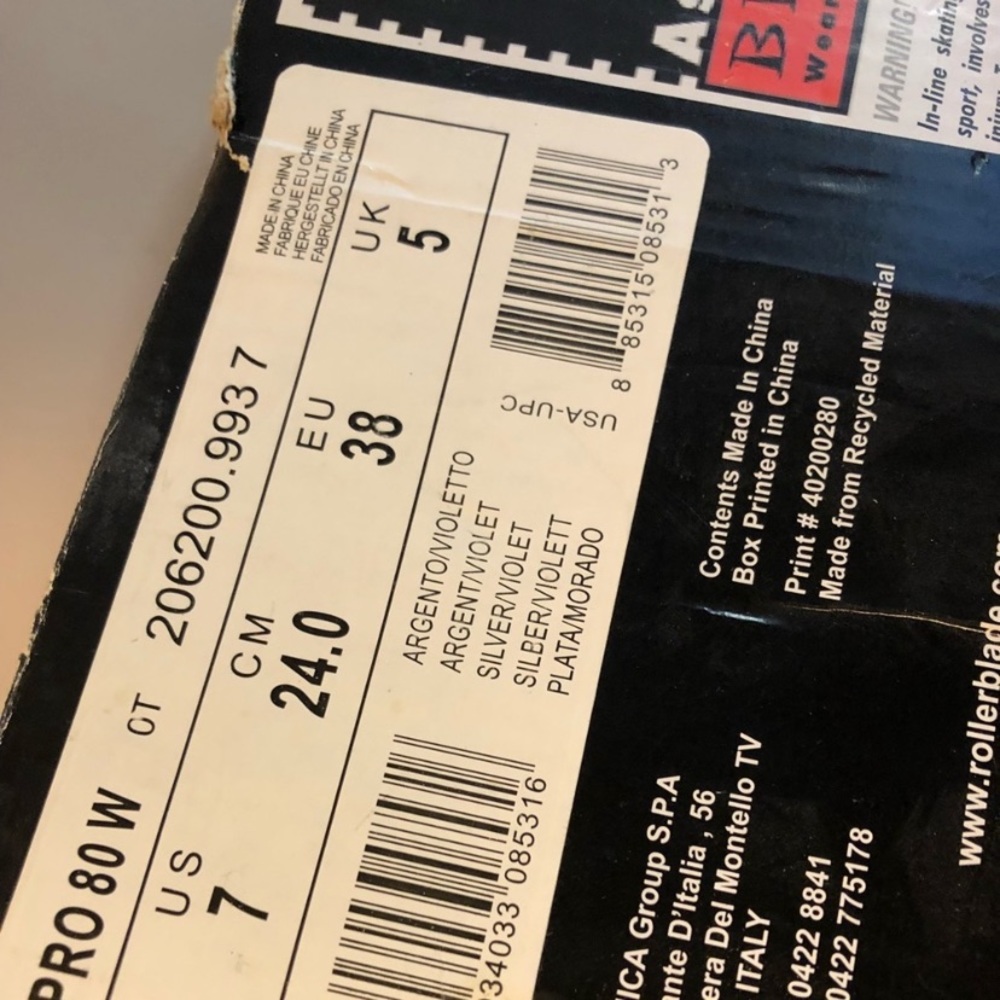 PRO 80 W CT 206200.993 7
MADE IN CHINA
FABRIQUE EU CHINE
HERGESTELLT IN CHINA
FABRICADO EN CHINA
US CM EU UK
7 24.0 38 5
34033 085316
ARGENTO/VIOLETTO
ARGENT/VIOLET
SILVER/VIOLET
SILBER/VIOLETT
PLATA/MORADO
USA-UPC
8 85315 08531 3
WARNING!
In-line skating
sport, involves
Group S.P.A
D'Italia , 56
Del Montello TV
ITALY
0422 8841
0422 775178
Contents Made In China
Box Printed in China
Print # 40200280
Made from Recycled Material
www.rollerblade.com